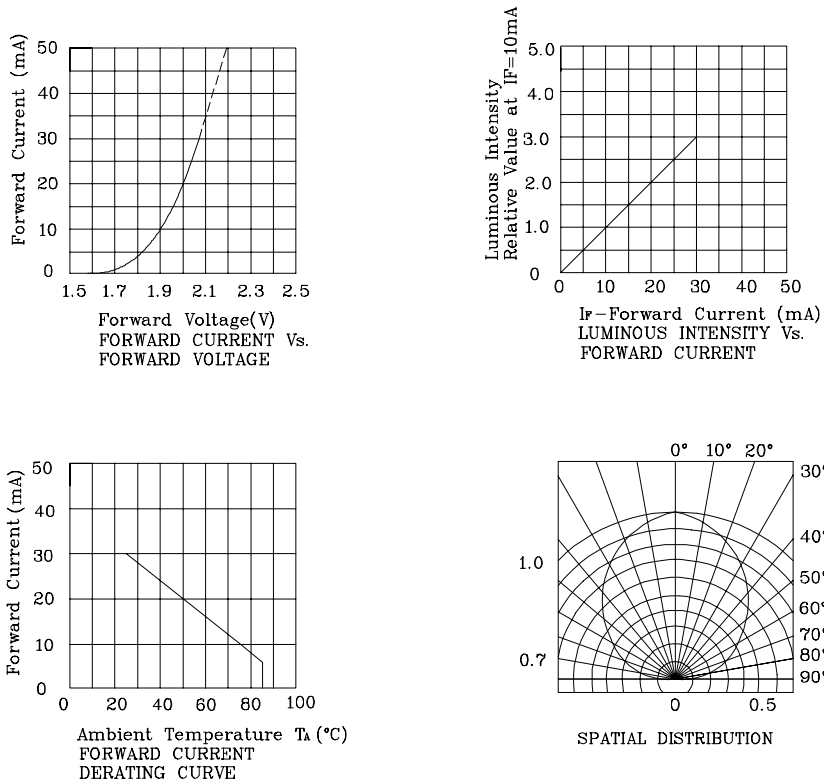 Forward Current (mA)
50
40
30
20
10
0
1.5 1.7 1.9 2.1 2.3 2.5
Forward Voltage(V)
FORWARD CURRENT Vs.
FORWARD VOLTAGE
Luminous Intensity
Relative Value at IF=10mA
5.0
4.0
3.0
2.0
1.0
0
0 10 20 30 40 50
IF-Forward Current (mA)
LUMINOUS INTENSITY Vs.
FORWARD CURRENT
Forward Current(mA)
50
40
30
20
10
0
0 20 40 60 80 100
Ambient Temperature TA (°C)
FORWARD CURRENT
DERATING CURVE
0° 10° 20°
30°
40°
50°
60°
70°
80°
90°
1.0
0.7
0 0.5
SPATIAL DISTRIBUTION